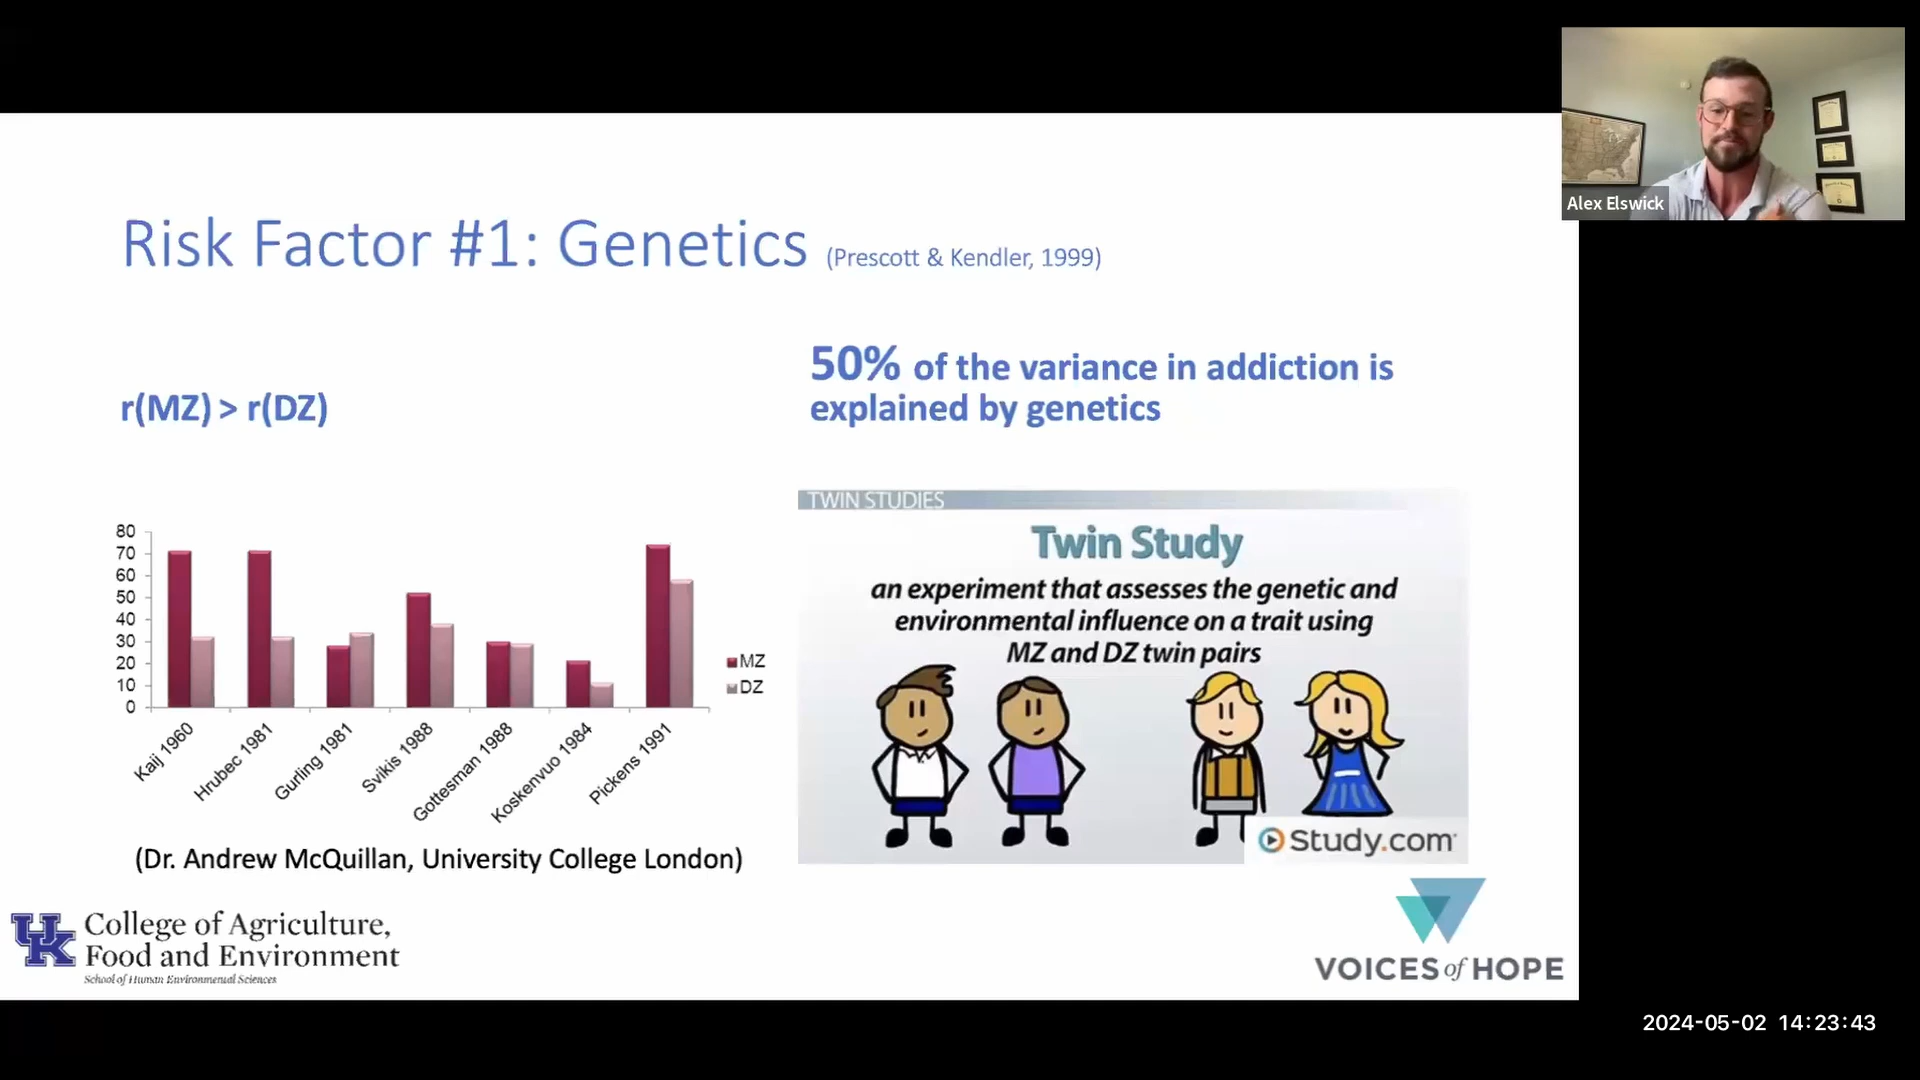 Alex Elswick
Risk Factor #1: Genetics (Prescott & Kendler, 1999)
r(MZ) > r(DZ)
50% of the variance in addiction is
explained by genetics
80
70
60
50
40
30
20
10
0
MZ
DZ
Kaij 1960
Hrubec 1981
Gurling 1981
Svikis 1988
Gottesman 1988
Koskenvuo 1984
Pickens 1991
(Dr. Andrew McQuillan, University College London)
TWIN STUDIES
Twin Study
an experiment that assesses the genetic and
environmental influence on a trait using
MZ and DZ twin pairs
Study.com
UK
College of Agriculture,
Food and Environment
School of Human Environmental Sciences
VOICES of HOPE
2024-05-02 14:23:43